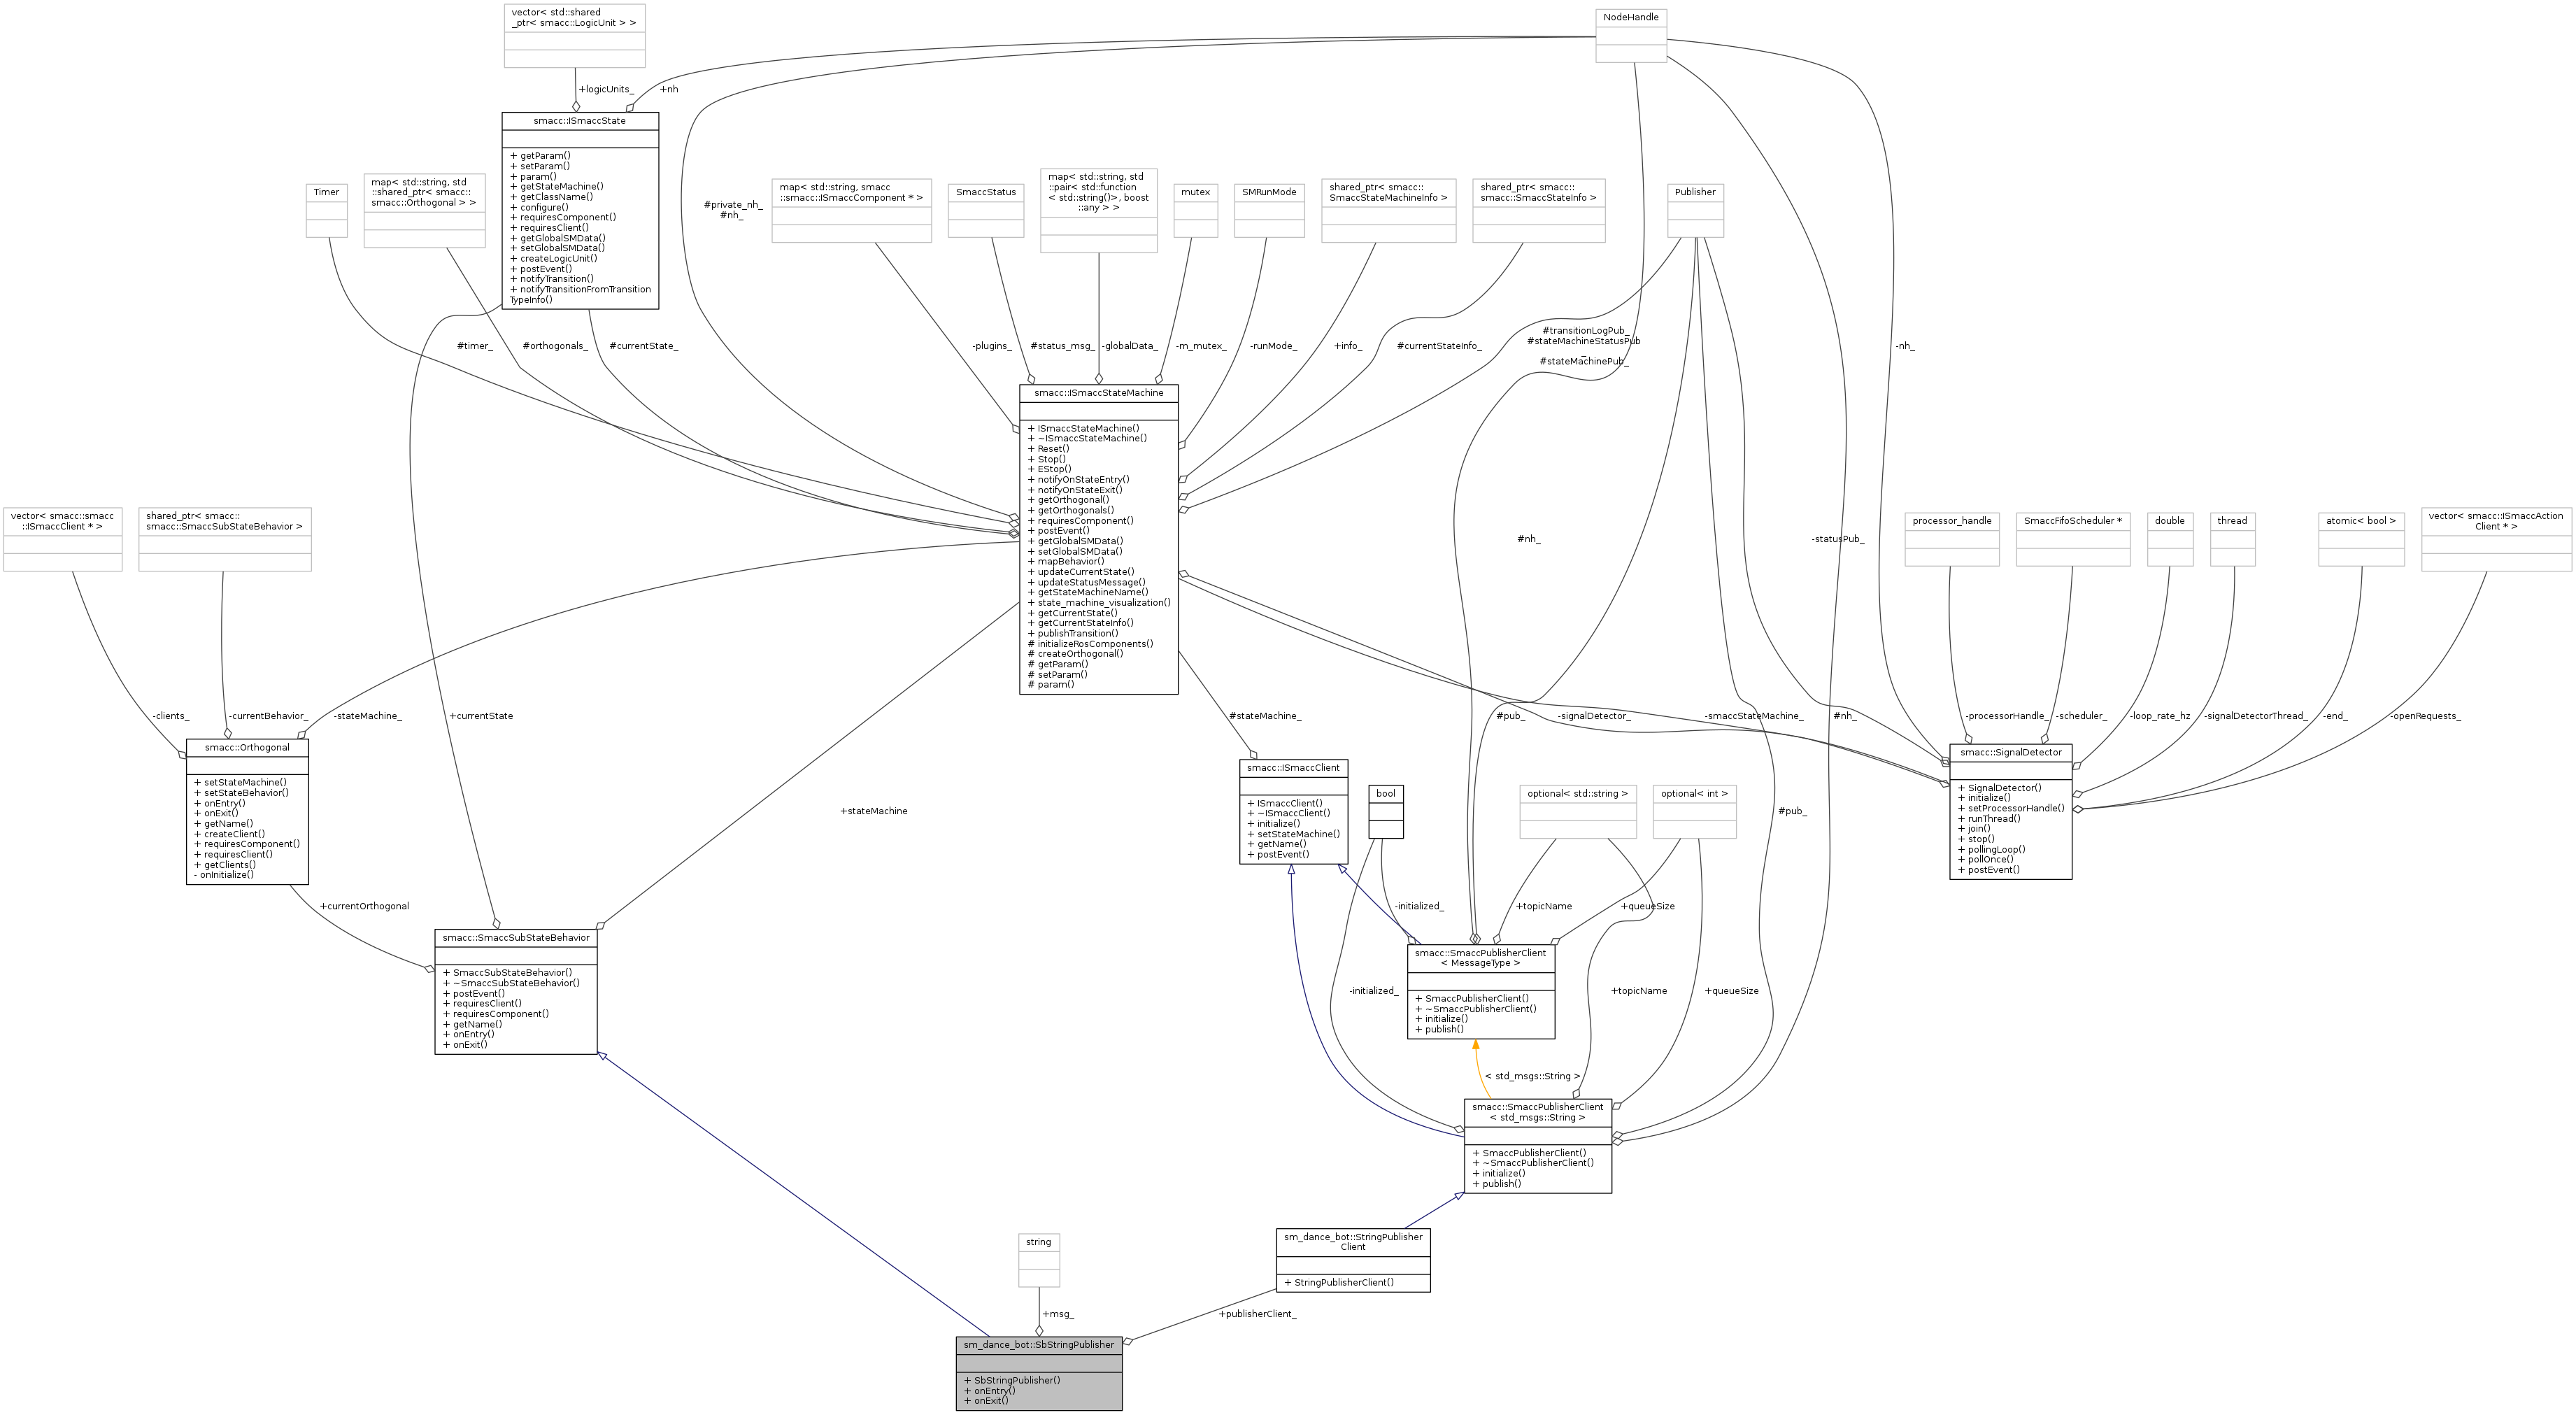 vector< std::shared
_ptr< smacc::LogicUnit > >
NodeHandle
+logicUnits_
+nh
smacc::ISmaccState
+ getParam()
+ setParam()
+ param()
+ getStateMachine()
+ getClassName()
+ configure()
+ requiresComponent()
+ requiresClient()
+ getGlobalSMData()
+ setGlobalSMData()
+ createLogicUnit()
+ postEvent()
+ notifyTransition()
+ notifyTransitionFromTransition
TypeInfo()
Timer
map< std::string, std
::shared_ptr< smacc::
smacc::Orthogonal > >
#private_nh_
#nh_
map< std::string, smacc
::smacc::ISmaccComponent * >
SmaccStatus
map< std::string, std
::pair< std::function
< std::string()>, boost
::any > >
mutex
SMRunMode
shared_ptr< smacc::
SmaccStateMachineInfo >
shared_ptr< smacc::
smacc::SmaccStateInfo >
Publisher
#timer_
#orthogonals_
#currentState_
-plugins_
#status_msg_
-globalData_
-m_mutex_
-runMode_
+info_
#currentStateInfo_
#transitionLogPub_
#stateMachineStatusPub
_
#stateMachinePub_
-nh_
smacc::ISmaccStateMachine
+ ISmaccStateMachine()
+ ~ISmaccStateMachine()
+ Reset()
+ Stop()
+ EStop()
+ notifyOnStateEntry()
+ notifyOnStateExit()
+ getOrthogonal()
+ getOrthogonals()
+ requiresComponent()
+ postEvent()
+ getGlobalSMData()
+ setGlobalSMData()
+ mapBehavior()
+ updateCurrentState()
+ updateStatusMessage()
+ getStateMachineName()
+ state_machine_visualization()
+ getCurrentState()
+ getCurrentStateInfo()
+ publishTransition()
# initializeRosComponents()
# createOrthogonal()
# getParam()
# setParam()
# param()
vector< smacc::smacc
::ISmaccClient * >
shared_ptr< smacc::
smacc::SmaccSubStateBehavior >
#nh_
-statusPub_
processor_handle
SmaccFifoScheduler *
double
thread
atomic< bool >
vector< smacc::ISmaccAction
Client * >
-clients_
-currentBehavior_
-stateMachine_
+currentState
#stateMachine_
#pub_
-signalDetector_
-smaccStateMachine_
#nh_
-processorHandle_
-scheduler_
-loop_rate_hz
-signalDetectorThread_
-end_
-openRequests_
smacc::Orthogonal
+ setStateMachine()
+ setStateBehavior()
+ onEntry()
+ onExit()
+ getName()
+ createClient()
+ requiresComponent()
+ requiresClient()
+ getClients()
- onInitialize()
+stateMachine
smacc::ISmaccClient
+ ISmaccClient()
+ ~ISmaccClient()
+ initialize()
+ setStateMachine()
+ getName()
+ postEvent()
bool
optional< std::string >
optional< int >
#pub_
smacc::SignalDetector
+ SignalDetector()
+ initialize()
+ setProcessorHandle()
+ runThread()
+ join()
+ stop()
+ pollingLoop()
+ pollOnce()
+ postEvent()
+currentOrthogonal
-initialized_
+topicName
+queueSize
smacc::SmaccSubStateBehavior
+ SmaccSubStateBehavior()
+ ~SmaccSubStateBehavior()
+ postEvent()
+ requiresClient()
+ requiresComponent()
+ getName()
+ onEntry()
+ onExit()
smacc::SmaccPublisherClient
< MessageType >
+ SmaccPublisherClient()
+ ~SmaccPublisherClient()
+ initialize()
+ publish()
-initialized_
+topicName
+queueSize
< std_msgs::String >
smacc::SmaccPublisherClient
< std_msgs::String >
+ SmaccPublisherClient()
+ ~SmaccPublisherClient()
+ initialize()
+ publish()
string
sm_dance_bot::StringPublisher
Client
+ StringPublisherClient()
+msg_
+publisherClient_
sm_dance_bot::SbStringPublisher
+ SbStringPublisher()
+ onEntry()
+ onExit()